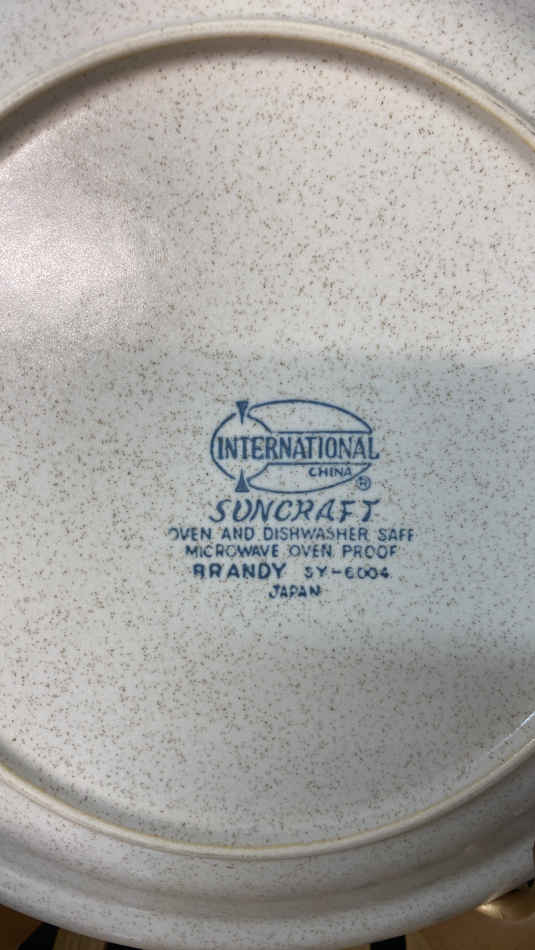 INTERNATIONAL
CHINA ®
SUNCRAFT
OVEN AND DISHWASHER SAFE
MICROWAVE OVEN PROOF
BRANDY SY-6004
JAPAN